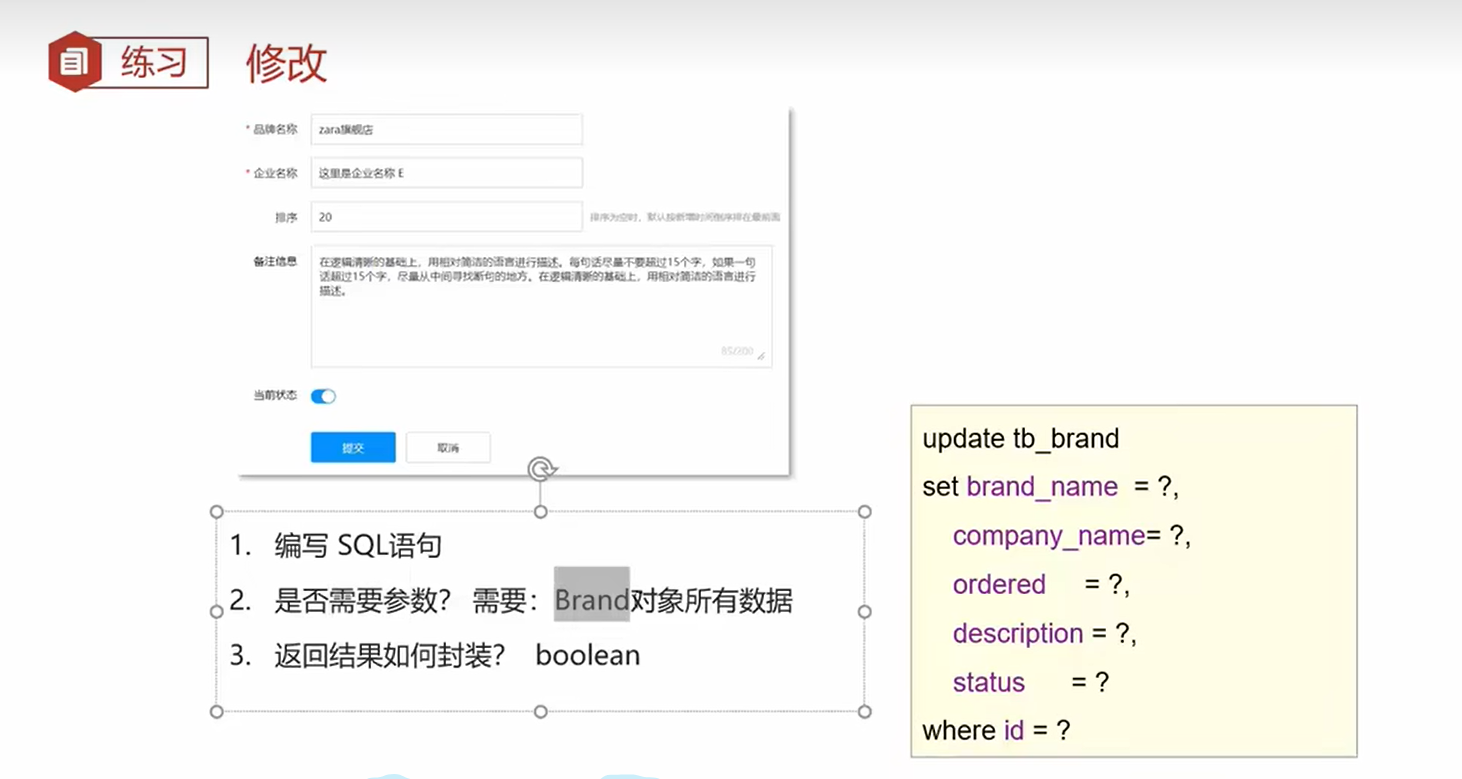 练习 修改
* 品牌名称 zara旗舰店
* 企业名称 这里是企业名称 E
排序 20 排序为空时，默认按新增时间倒序排在最前面
备注信息 在逻辑清晰的基础上，用相对简洁的语言进行描述。每句话尽量不要超过15个字，如果一句
话超过15个字，尽量从中间寻找断句的地方。在逻辑清晰的基础上，用相对简洁的语言进行
描述。
当前状态
提交 取消
1. 编写 SQL语句
2. 是否需要参数？ 需要：Brand对象所有数据
3. 返回结果如何封装？ boolean
update tb_brand
set brand_name = ?,
company_name= ?,
ordered = ?,
description = ?,
status = ?
where id = ?